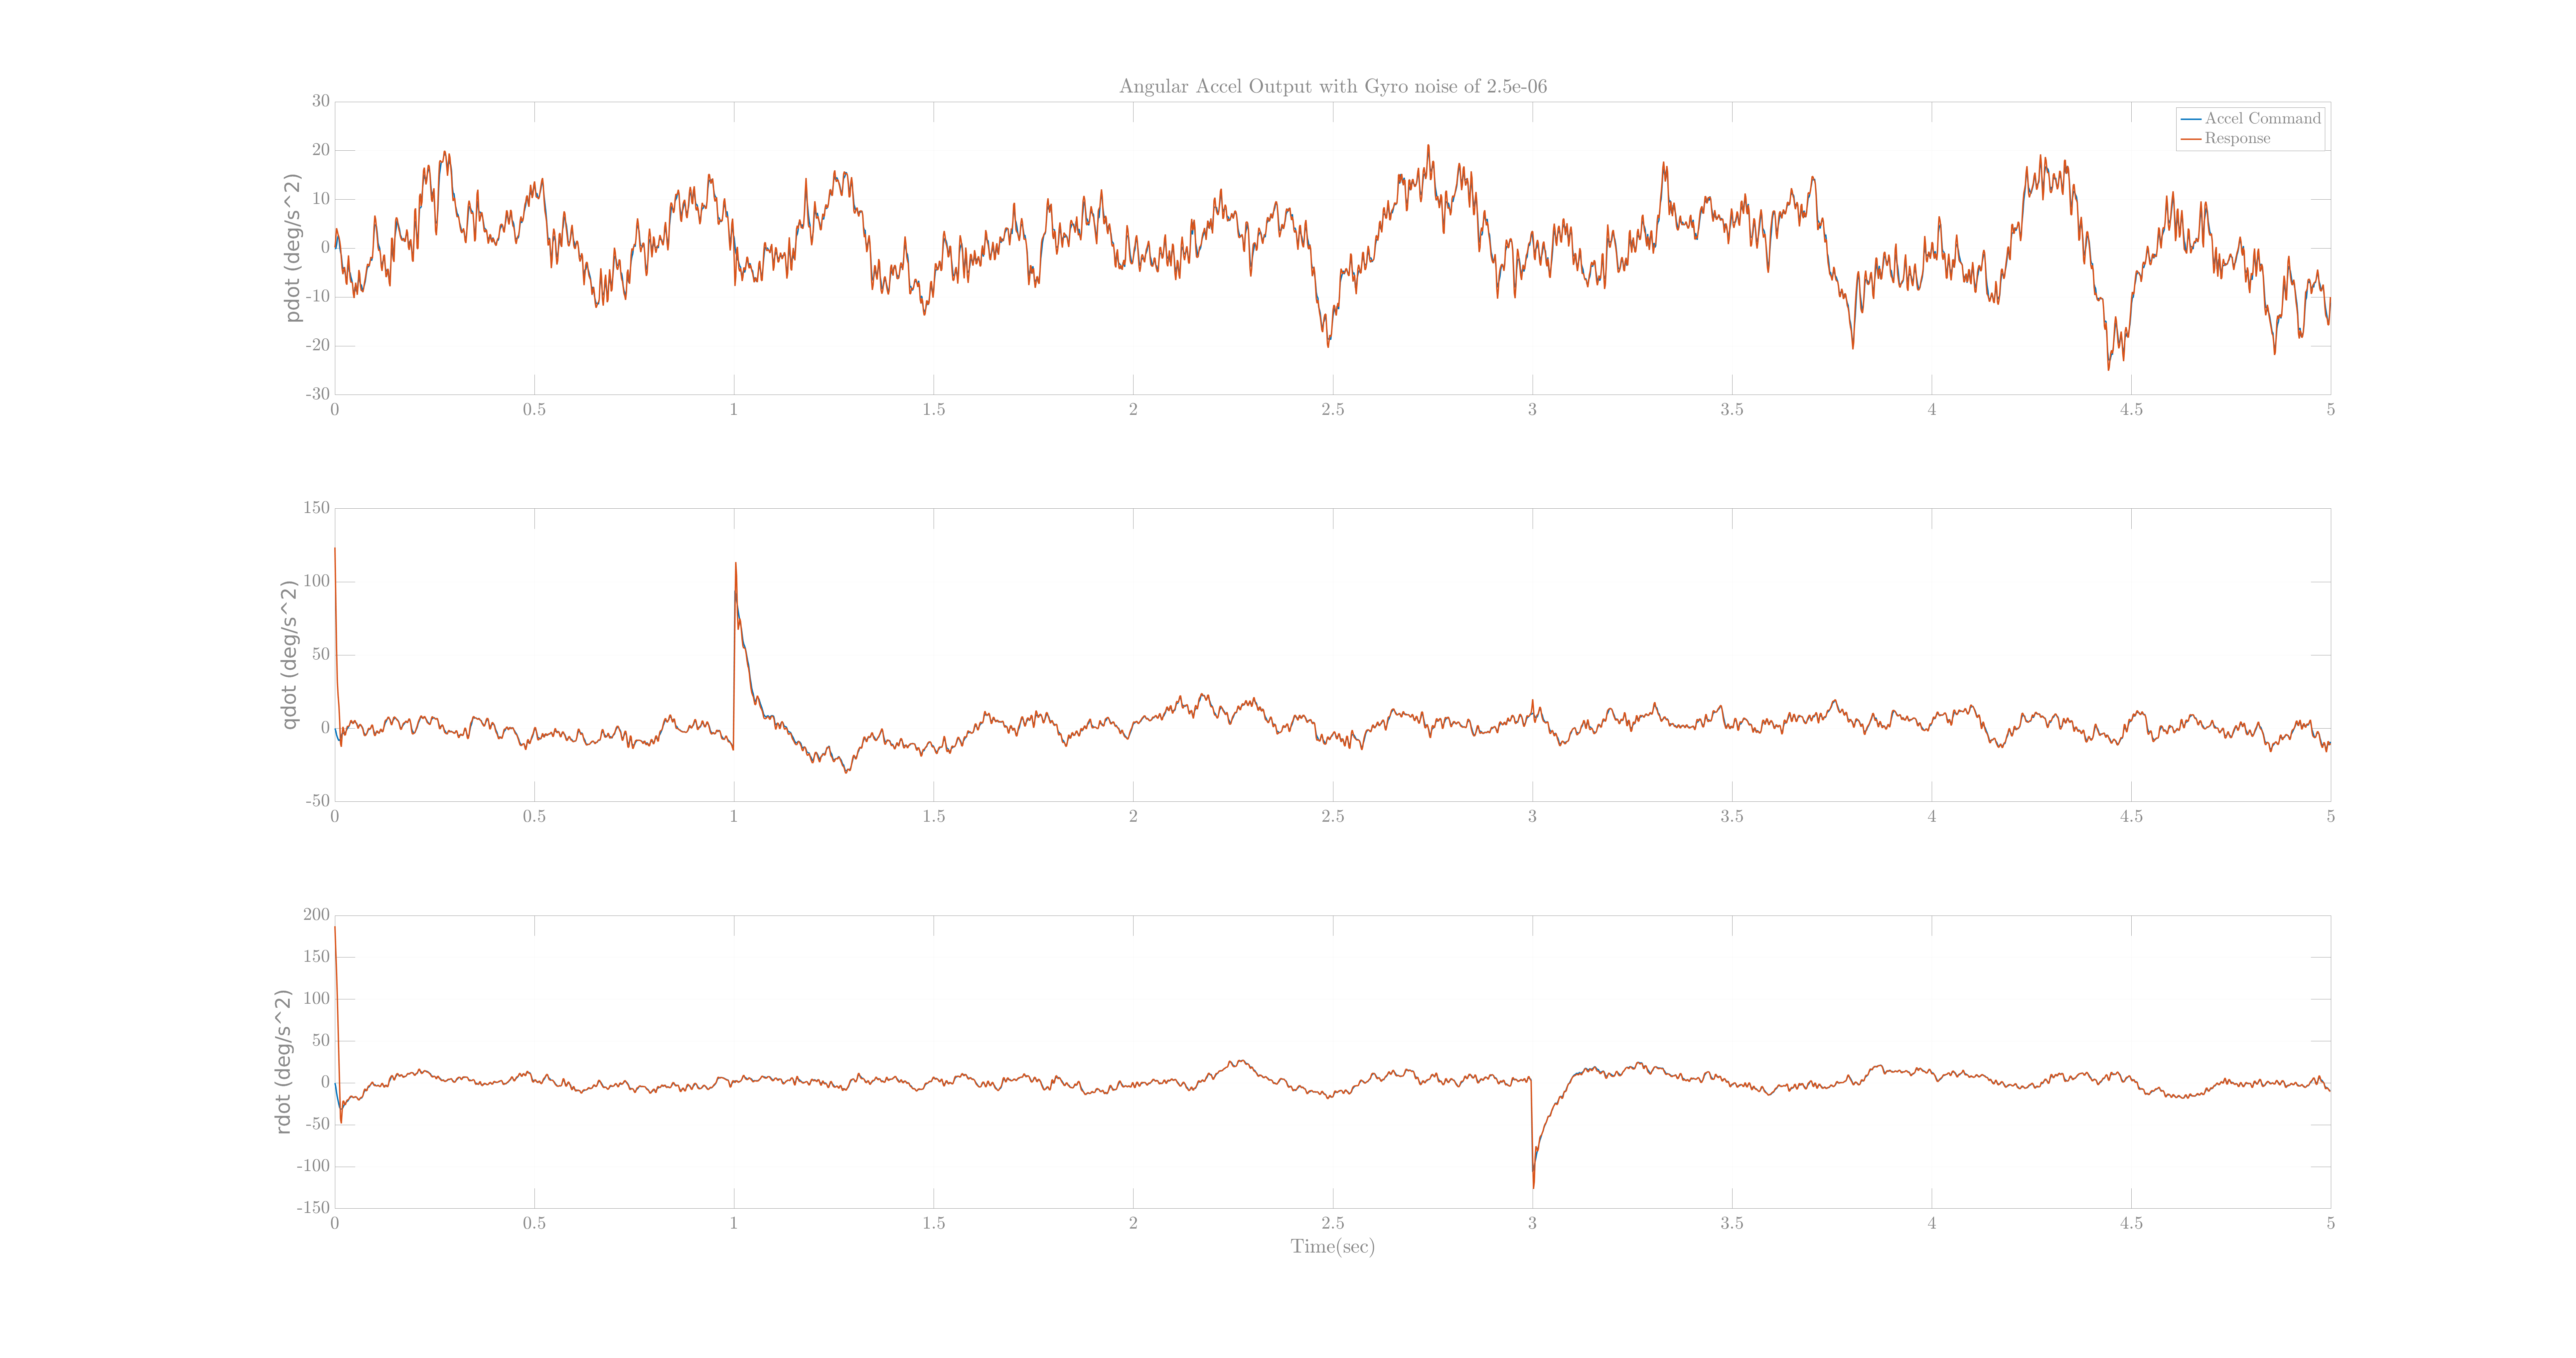 Angular Accel Output with Gyro noise of 2.5e-06
30
20
10
0
-10
-20
-30
pdot (deg/s^2)
Accel Command
Response
0 0.5 1 1.5 2 2.5 3 3.5 4 4.5 5
150
100
50
0
-50
qdot (deg/s^2)
0 0.5 1 1.5 2 2.5 3 3.5 4 4.5 5
200
150
100
50
0
-50
-100
-150
rdot (deg/s^2)
0 0.5 1 1.5 2 2.5 3 3.5 4 4.5 5
Time(sec)